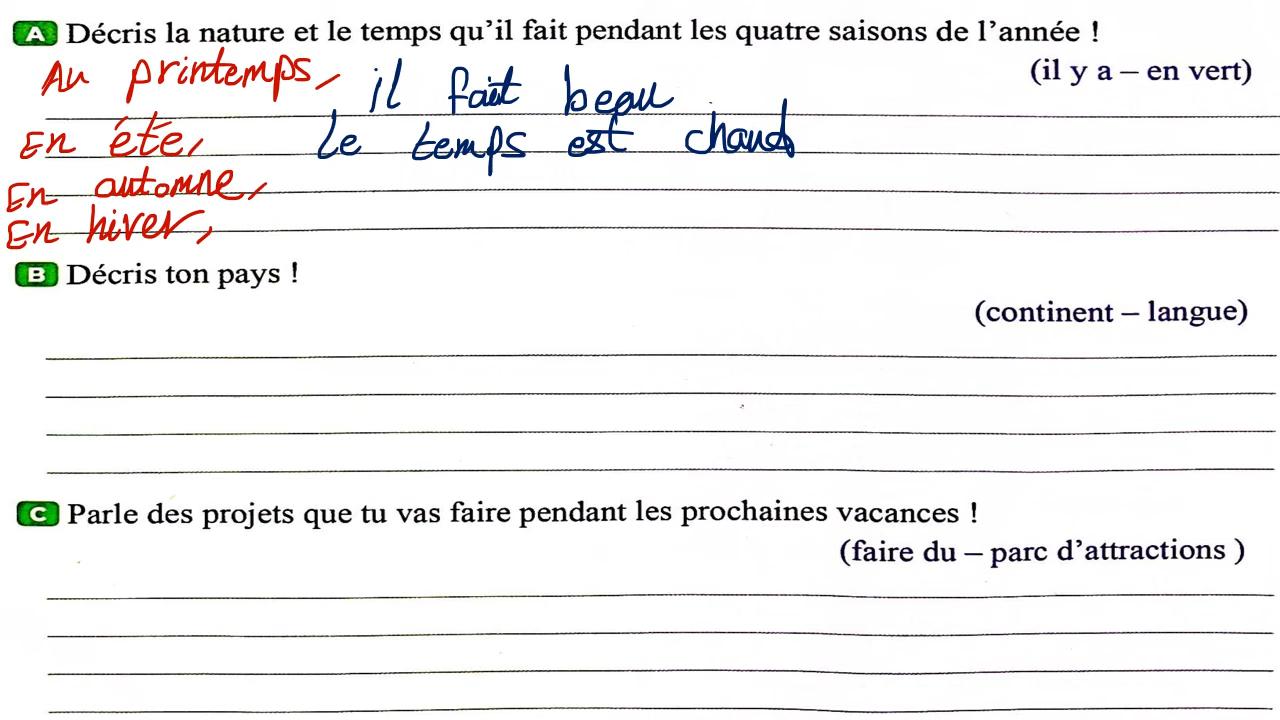 A Décris la nature et le temps qu'il fait pendant les quatre saisons de l'année !
(il y a – en vert)
Au printemps, il fait beau
En été, Le temps est chaud
En automne,
En hiver,
B Décris ton pays !
(continent – langue)
C Parle des projets que tu vas faire pendant les prochaines vacances !
(faire du – parc d'attractions )